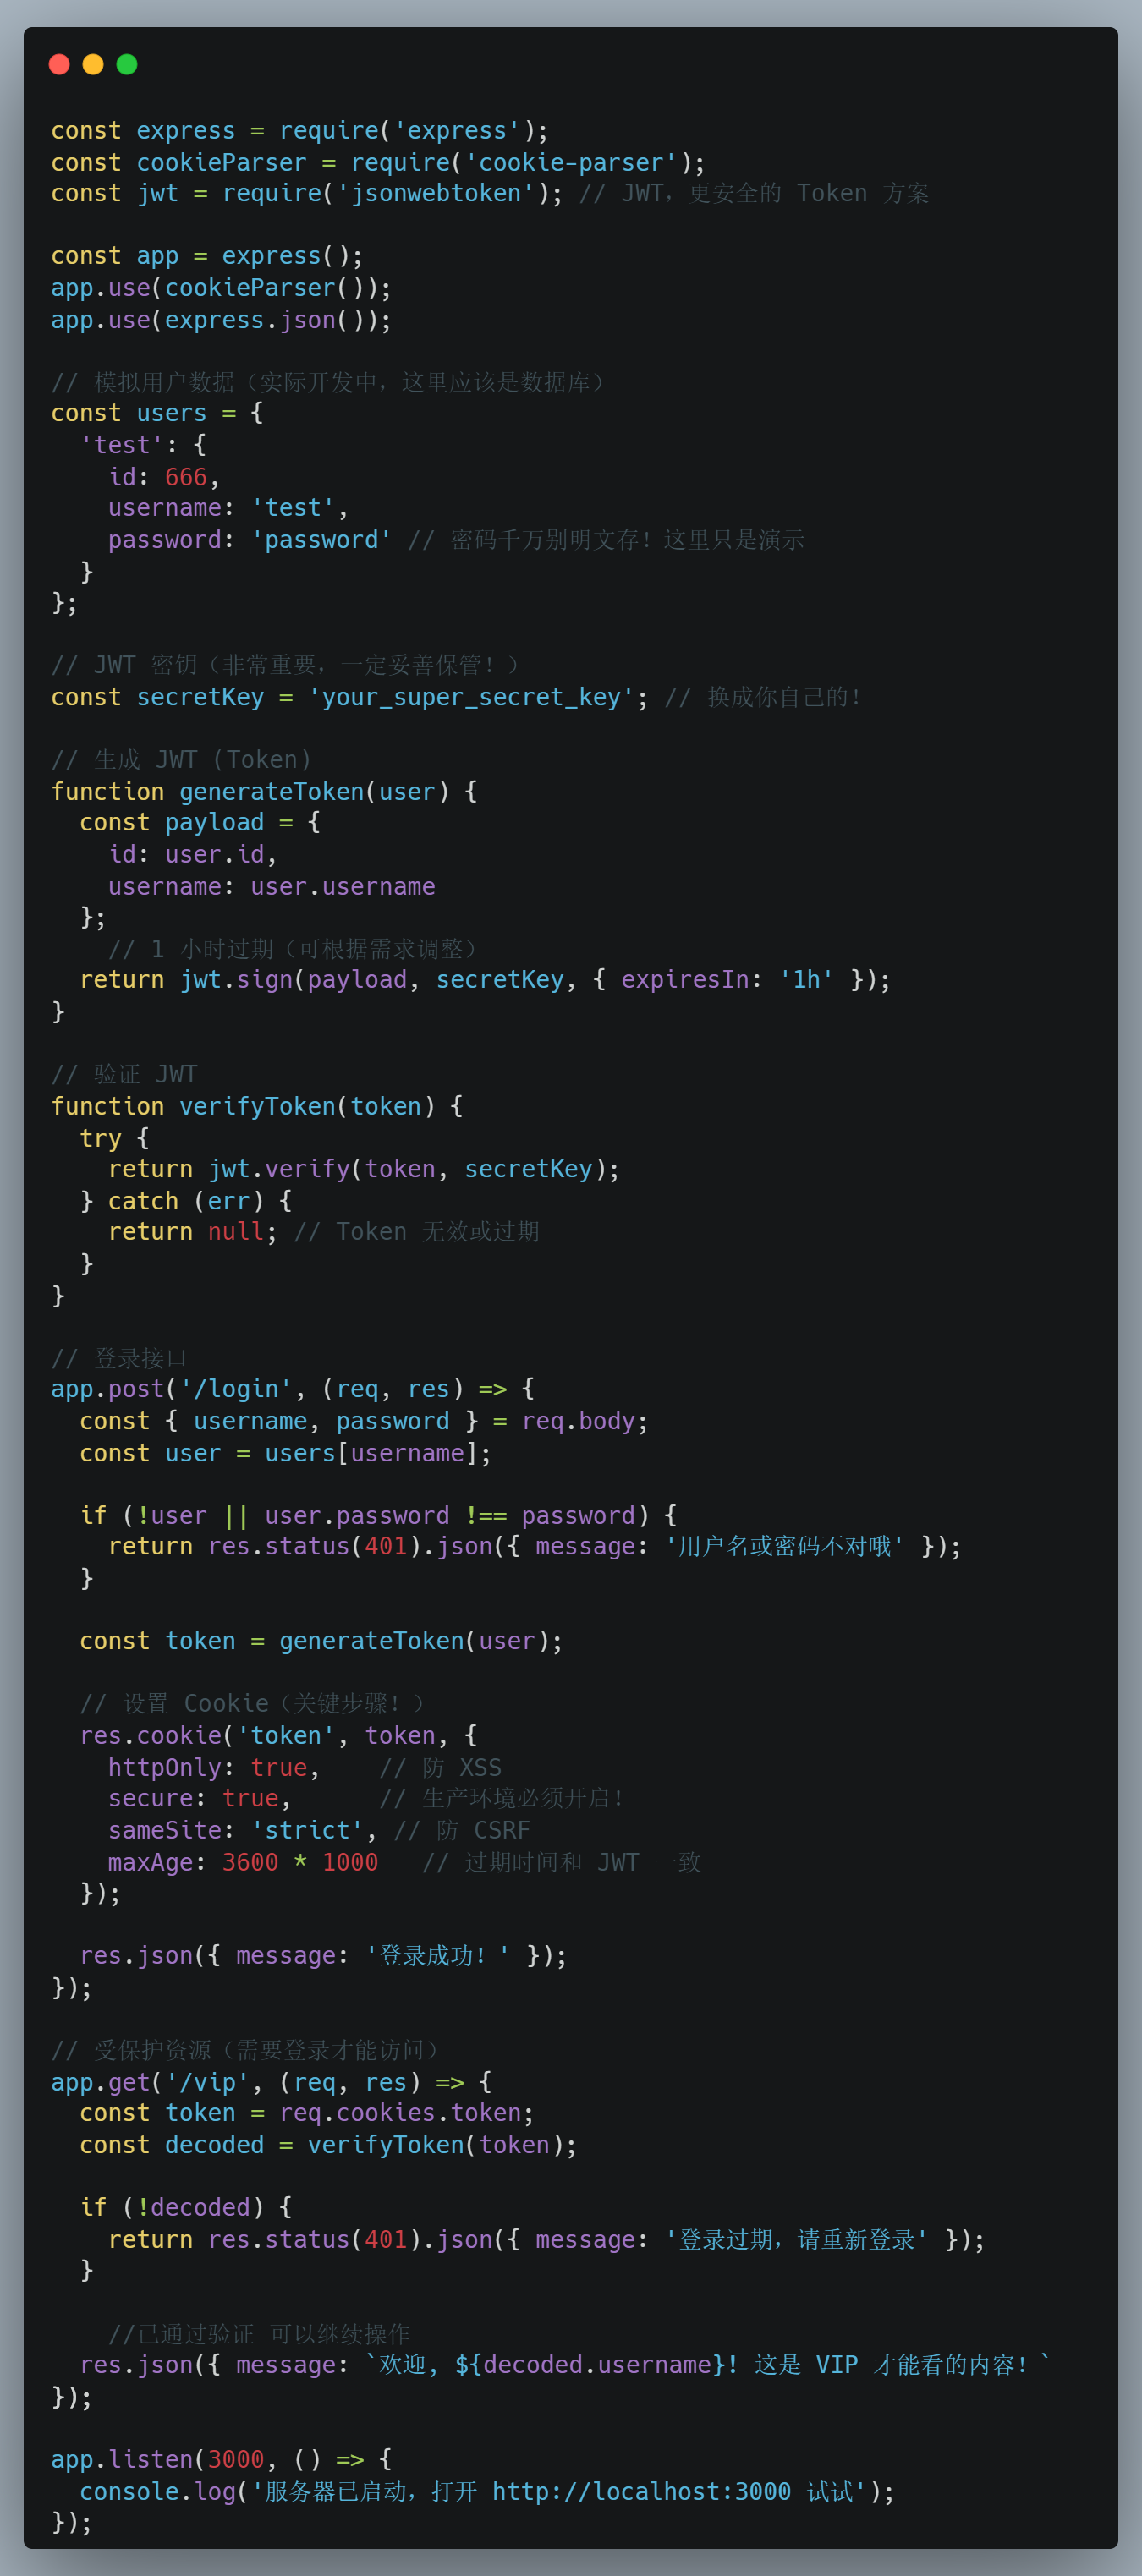 const express = require('express');
const cookieParser = require('cookie-parser');
const jwt = require('jsonwebtoken'); // JWT，更安全的 Token 方案

const app = express();
app.use(cookieParser());
app.use(express.json());

// 模拟用户数据（实际开发中，这里应该是数据库）
const users = {
  'test': {
    id: 666,
    username: 'test',
    password: 'password' // 密码千万别明文存！这里只是演示
  }
};

// JWT 密钥（非常重要，一定妥善保管！）
const secretKey = 'your_super_secret_key'; // 换成你自己的！

// 生成 JWT (Token)
function generateToken(user) {
  const payload = {
    id: user.id,
    username: user.username
  };
    // 1 小时过期（可根据需求调整）
  return jwt.sign(payload, secretKey, { expiresIn: '1h' });
}

// 验证 JWT
function verifyToken(token) {
  try {
    return jwt.verify(token, secretKey);
  } catch (err) {
    return null; // Token 无效或过期
  }
}

// 登录接口
app.post('/login', (req, res) => {
  const { username, password } = req.body;
  const user = users[username];

  if (!user || user.password !== password) {
    return res.status(401).json({ message: '用户名或密码不对哦' });
  }

  const token = generateToken(user);

  // 设置 Cookie（关键步骤！）
  res.cookie('token', token, {
    httpOnly: true,    // 防 XSS
    secure: true,      // 生产环境必须开启！
    sameSite: 'strict', // 防 CSRF
    maxAge: 3600 * 1000   // 过期时间和 JWT 一致
  });

  res.json({ message: '登录成功！' });
});

// 受保护资源（需要登录才能访问）
app.get('/vip', (req, res) => {
  const token = req.cookies.token;
  const decoded = verifyToken(token);

  if (!decoded) {
    return res.status(401).json({ message: '登录过期，请重新登录' });
  }

    //已通过验证 可以继续操作
  res.json({ message: `欢迎, ${decoded.username}! 这是 VIP 才能看的内容！`
});

app.listen(3000, () => {
  console.log('服务器已启动，打开 http://localhost:3000 试试');
});